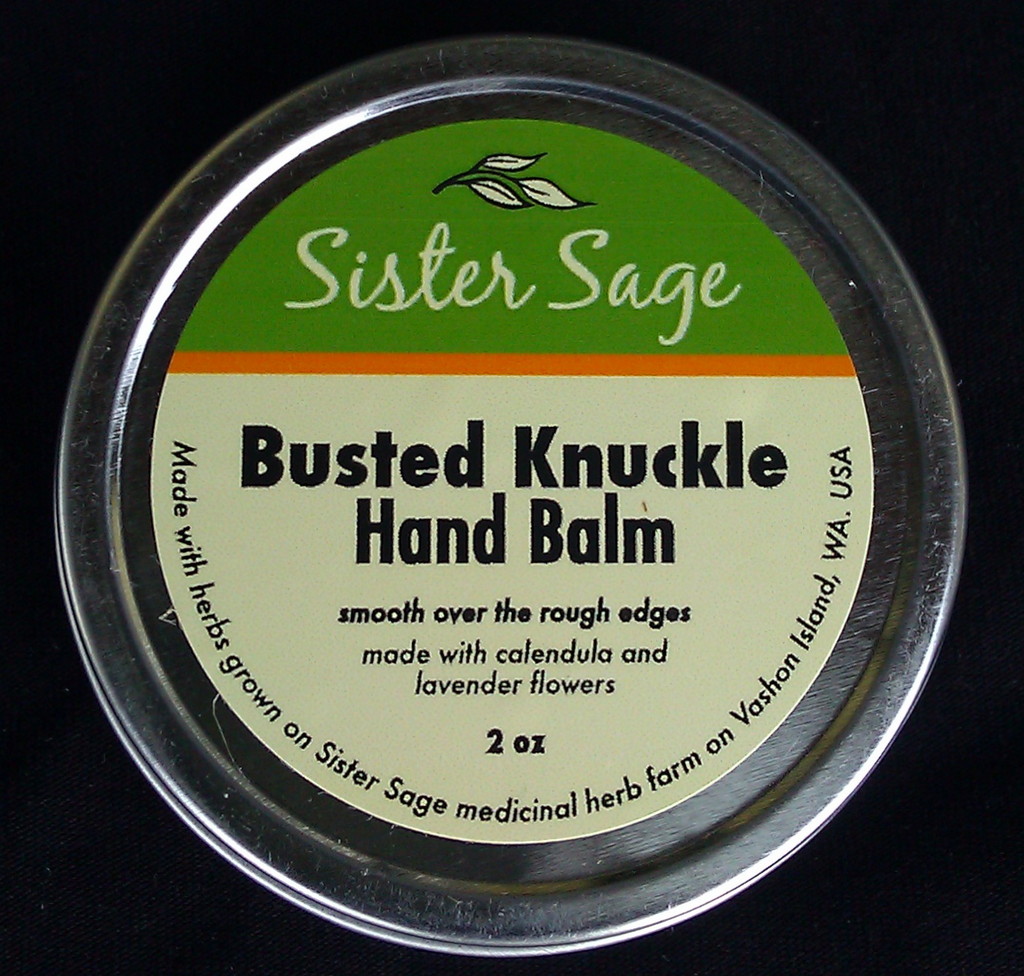 Sister Sage
Busted Knuckle
Hand Balm
smooth over the rough edges
made with calendula and
lavender flowers
2 oz
Made with herbs grown on Sister Sage medicinal herb farm on Vashon Island, WA. USA